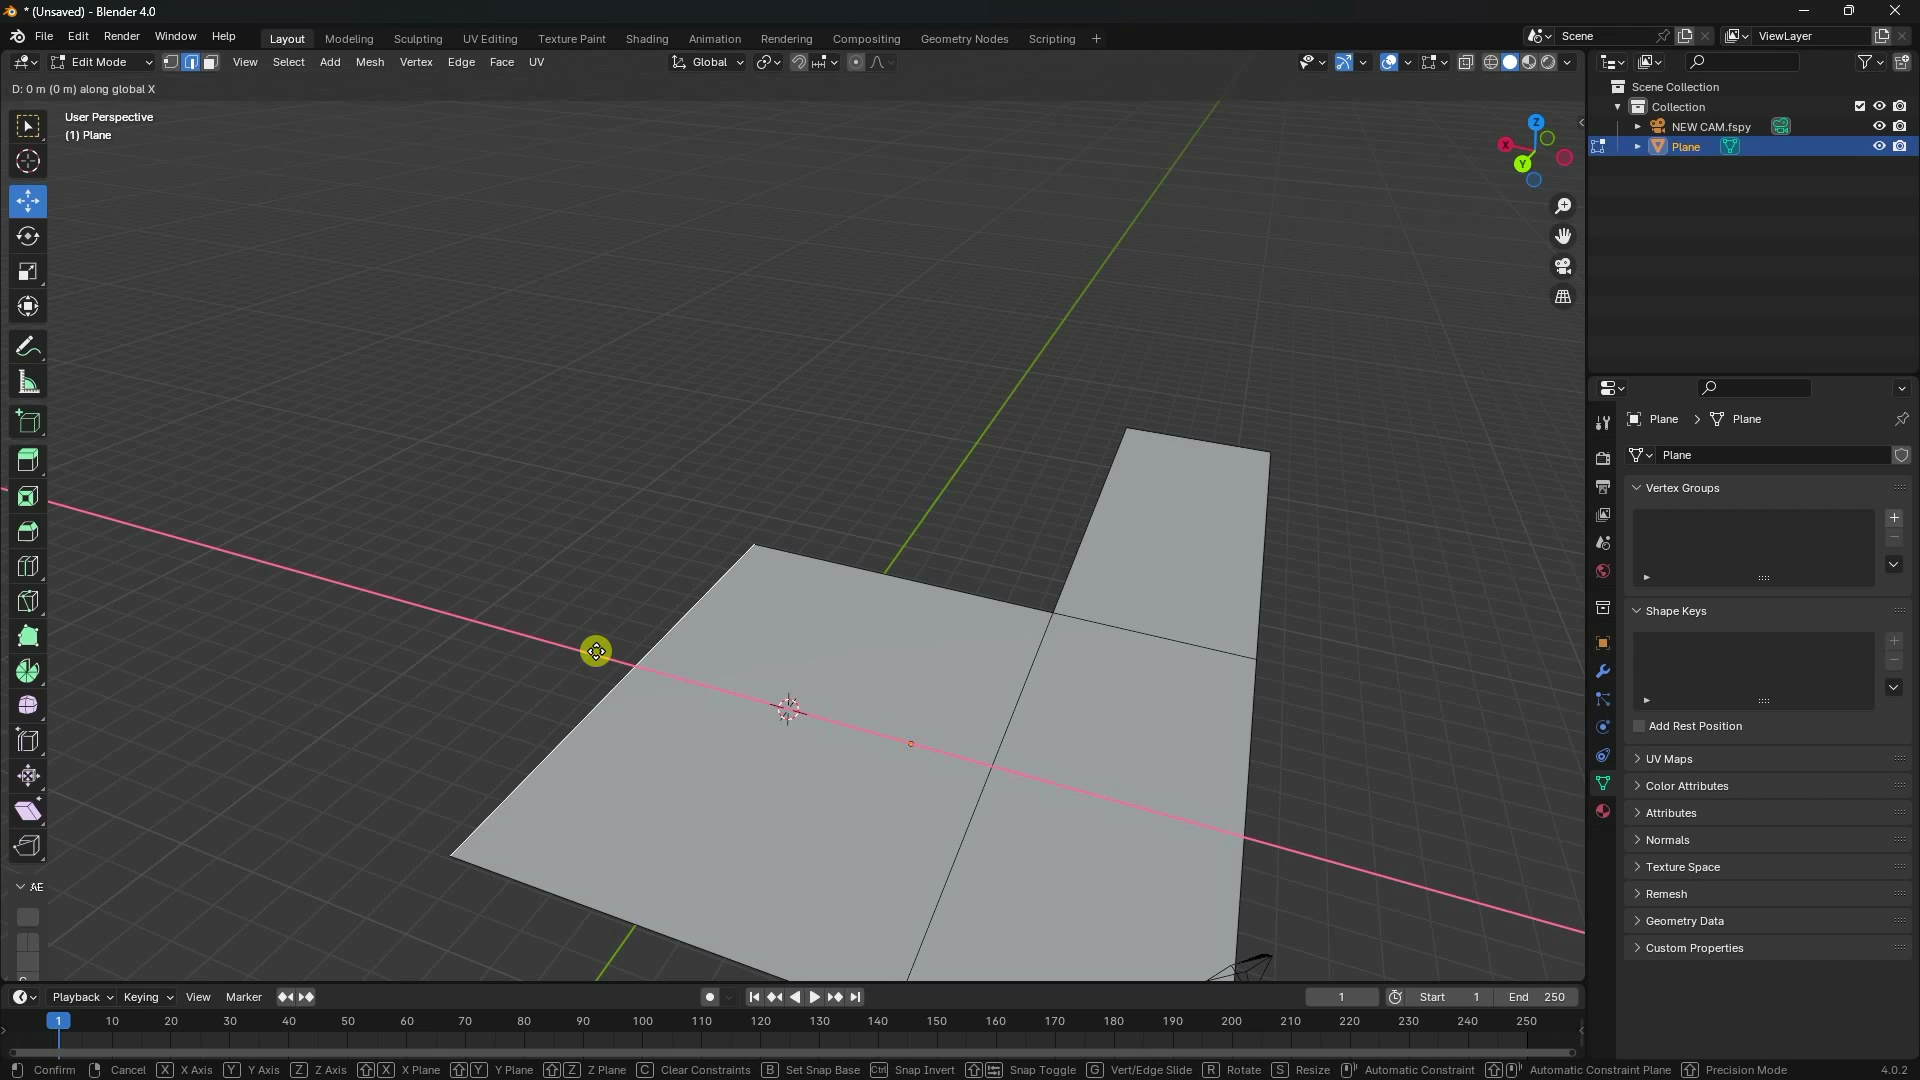 * (Unsaved) - Blender 4.0
File Edit Render Window Help
Layout Modeling Sculpting UV Editing Texture Paint Shading Animation Rendering Compositing Geometry Nodes Scripting +
Scene
ViewLayer
Edit Mode View Select Add Mesh Vertex Edge Face UV
Global
D: 0 m (0 m) along global X
User Perspective
(1) Plane
Z
X
Y
AE
Scene Collection
Collection
NEW CAM.fspy
Plane
Plane > Plane
Plane
Vertex Groups
Shape Keys
Add Rest Position
UV Maps
Color Attributes
Attributes
Normals
Texture Space
Remesh
Geometry Data
Custom Properties
Playback Keying View Marker
1 Start 1 End 250
1 10 20 30 40 50 60 70 80 90 100 110 120 130 140 150 160 170 180 190 200 210 220 230 240 250
Confirm Cancel X X Axis Y Y Axis Z Z Axis X X Plane Y Y Plane Z Z Plane C Clear Constraints B Set Snap Base Ctrl Snap Invert Snap Toggle G Vert/Edge Slide R Rotate S Resize Automatic Constraint Automatic Constraint Plane Precision Mode 4.0.2